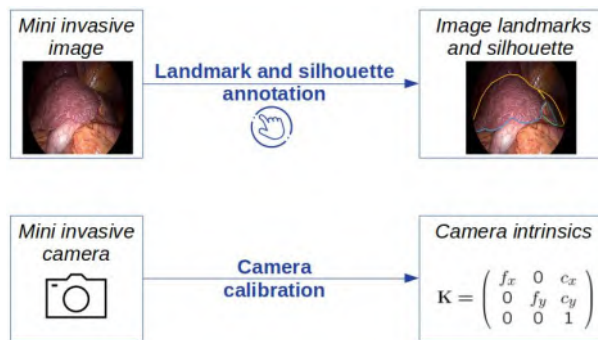 Mini invasive
image
Landmark and silhouette
annotation
Image landmarks
and silhouette
Mini invasive
camera
Camera
calibration
Camera intrinsics
K = ( f_x 0 c_x
0 f_y c_y
0 0 1 )